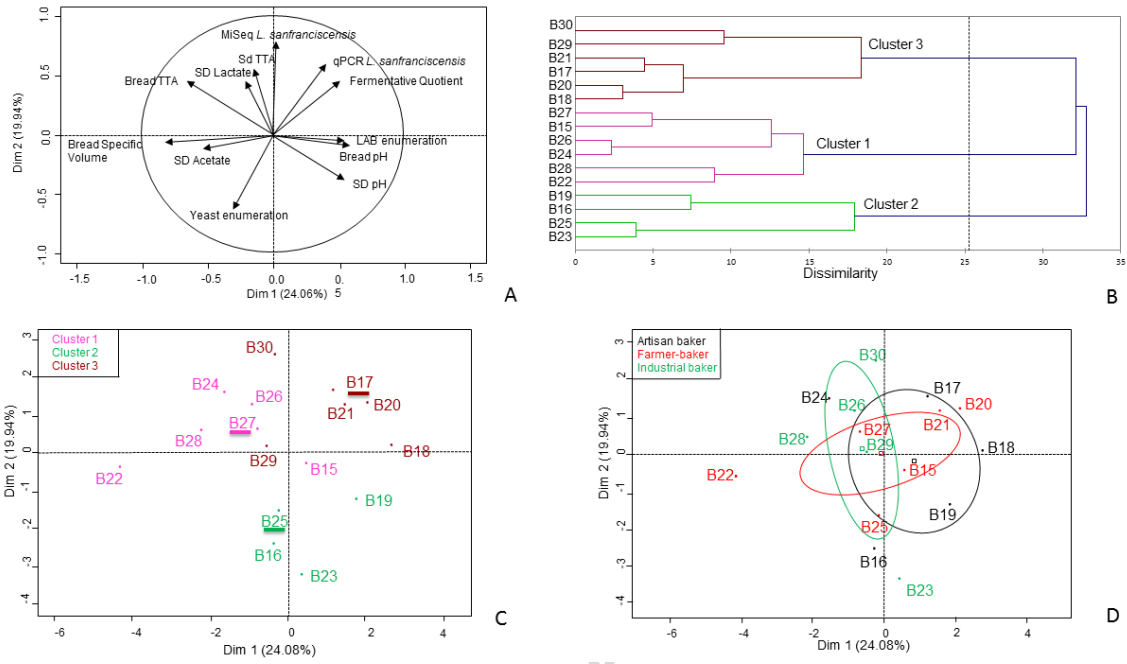 1.0
0.5
0.0
-0.5
-1.0
Dim 2 (19.94%)
MiSeq L. sanfranciscensis
Sd TTA
qPCR L. sanfranciscensis
SD Lactate
Bread TTA
Fermentative Quotient
LAB enumeration
Bread Specific
Volume
Bread pH
SD Acetate
SD pH
Yeast enumeration
-1.5 -1.0 -0.5 0.0 0.5 1.0 1.5
Dim 1 (24.06%)
5
A
B30
B29
B21
B17
B20
B18
B27
B15
B26
B24
B28
B22
B19
B16
B25
B23
Cluster 3
Cluster 1
Cluster 2
0 5 10 15 20 25 30 35
Dissimilarity
B
Cluster 1
Cluster 2
Cluster 3
3
2
1
0
-1
-2
-3
-4
Dim 2 (19.94%)
B30
B24
B26
B17
B20
B21
B27
B28
B29
B18
B22
B15
B19
B25
B16
B23
-6 -4 -2 0 2 4
Dim 1 (24.08%)
C
Artisan baker
Farmer-baker
Industrial baker
3
2
1
0
-1
-2
-3
-4
Dim 2 (19.94%)
B30
B24
B26
B17
B20
B21
B27
B28
B29
B18
B22
B15
B19
B25
B16
B23
-6 -4 -2 0 2 4
Dim 1 (24.08%)
D